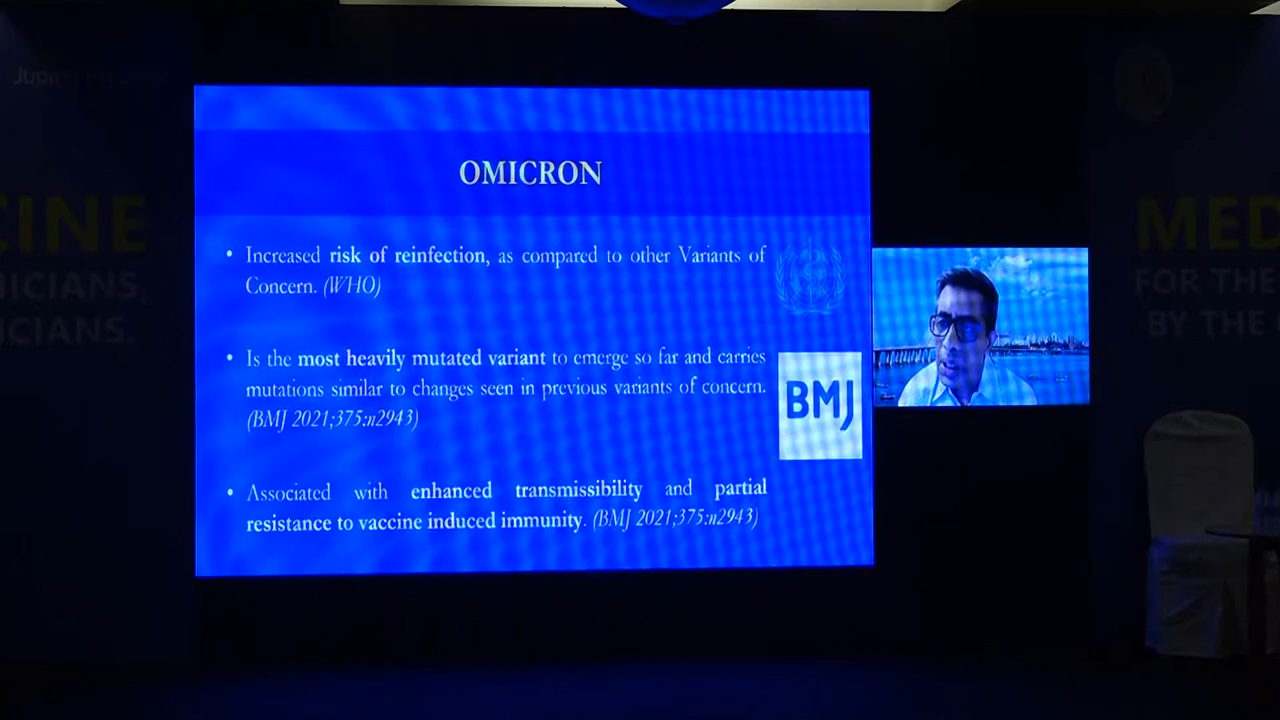 OMICRON
• Increased risk of reinfection, as compared to other Variants of
Concern. (WHO)
• Is the most heavily mutated variant to emerge so far and carries
mutations similar to changes seen in previous variants of concern.
(BMJ 2021;375:n2943)
BMJ
• Associated with enhanced transmissibility and partial
resistance to vaccine induced immunity. (BMJ 2021;375:n2943)
CINE
ICIANS,
ICIANS.
MED
FOR THE
BY THE